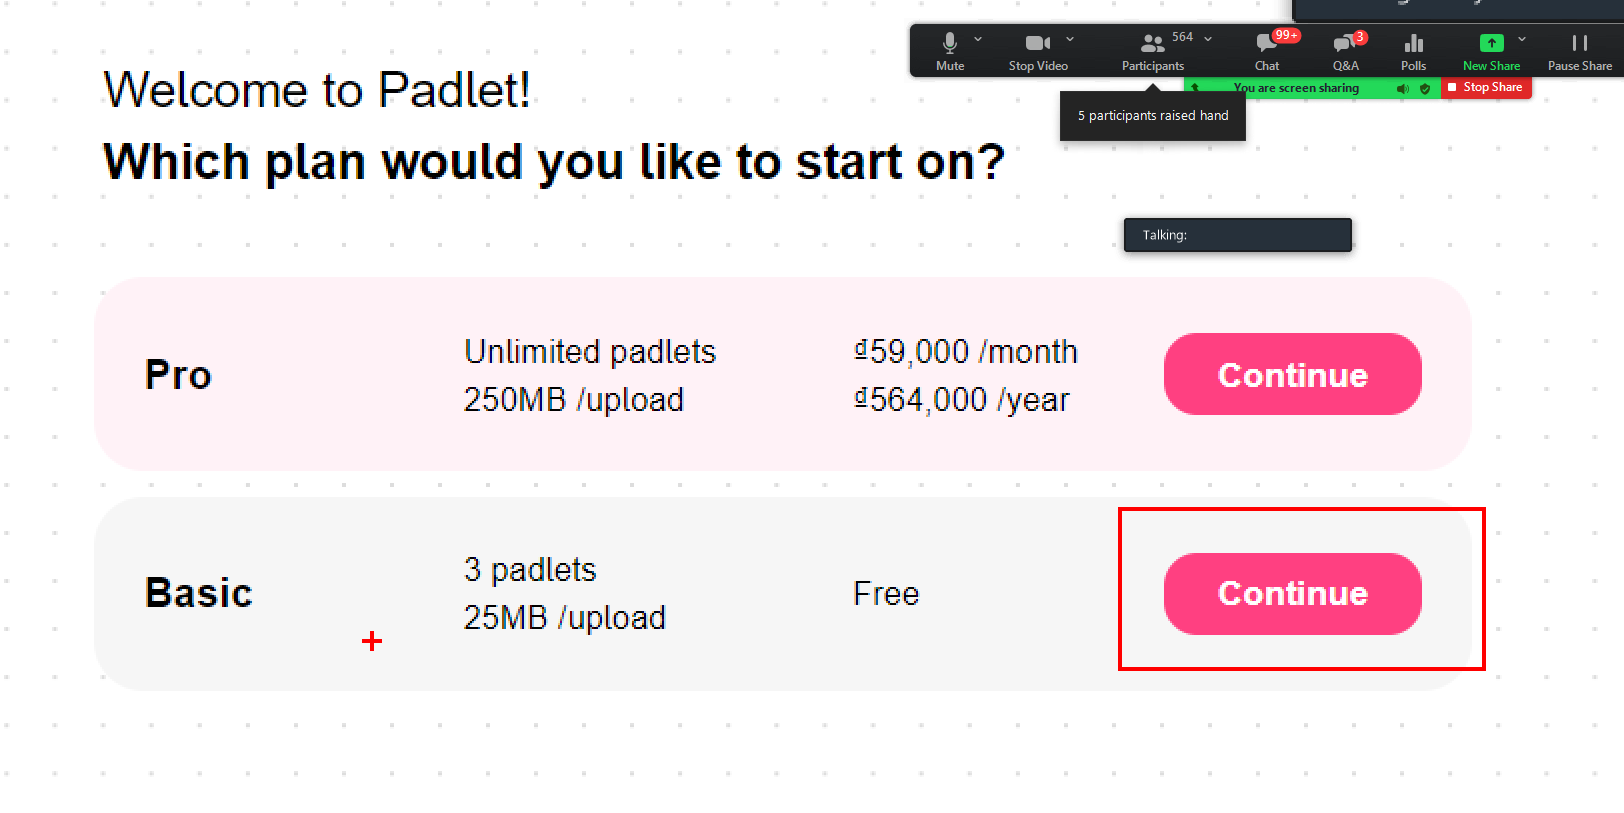 Mute
Stop Video
Participants
564
Chat
99+
Q&A
3
Polls
New Share
Pause Share
You are screen sharing
Stop Share
5 participants raised hand
Talking:
Welcome to Padlet!
Which plan would you like to start on?
Pro
Unlimited padlets
250MB /upload
₫59,000 /month
₫564,000 /year
Continue
Basic
3 padlets
25MB /upload
Free
Continue